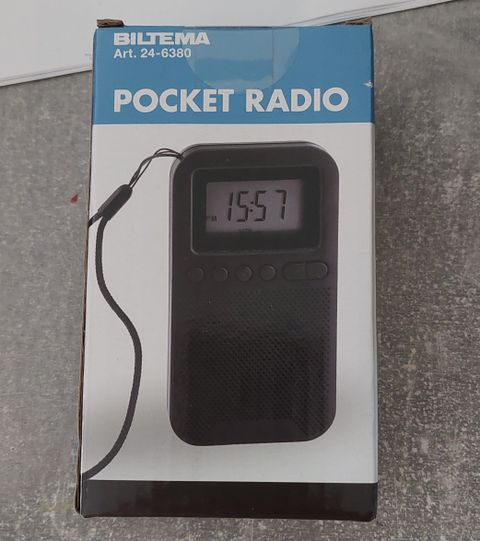 BILTEMA
Art. 24-6380
POCKET RADIO
15:57